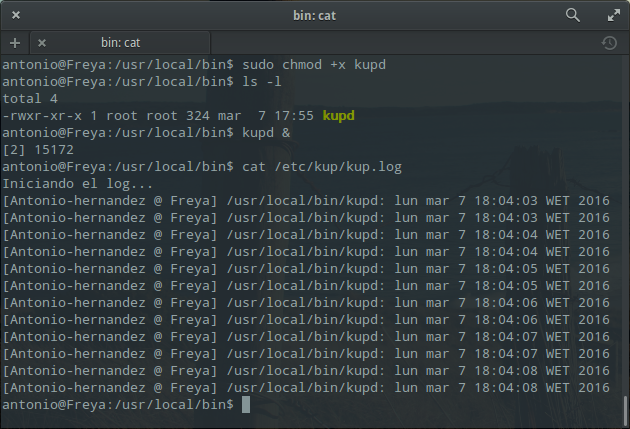 bin: cat
bin: cat
antonio@Freya:/usr/local/bin$ sudo chmod +x kupd
antonio@Freya:/usr/local/bin$ ls -l
total 4
-rwxr-xr-x 1 root root 324 mar  7 17:55 kupd
antonio@Freya:/usr/local/bin$ kupd &
[2] 15172
antonio@Freya:/usr/local/bin$ cat /etc/kup/kup.log
Iniciando el log...
[Antonio-hernandez @ Freya] /usr/local/bin/kupd: lun mar 7 18:04:03 WET 2016
[Antonio-hernandez @ Freya] /usr/local/bin/kupd: lun mar 7 18:04:03 WET 2016
[Antonio-hernandez @ Freya] /usr/local/bin/kupd: lun mar 7 18:04:04 WET 2016
[Antonio-hernandez @ Freya] /usr/local/bin/kupd: lun mar 7 18:04:04 WET 2016
[Antonio-hernandez @ Freya] /usr/local/bin/kupd: lun mar 7 18:04:05 WET 2016
[Antonio-hernandez @ Freya] /usr/local/bin/kupd: lun mar 7 18:04:05 WET 2016
[Antonio-hernandez @ Freya] /usr/local/bin/kupd: lun mar 7 18:04:06 WET 2016
[Antonio-hernandez @ Freya] /usr/local/bin/kupd: lun mar 7 18:04:06 WET 2016
[Antonio-hernandez @ Freya] /usr/local/bin/kupd: lun mar 7 18:04:07 WET 2016
[Antonio-hernandez @ Freya] /usr/local/bin/kupd: lun mar 7 18:04:07 WET 2016
[Antonio-hernandez @ Freya] /usr/local/bin/kupd: lun mar 7 18:04:08 WET 2016
[Antonio-hernandez @ Freya] /usr/local/bin/kupd: lun mar 7 18:04:08 WET 2016
antonio@Freya:/usr/local/bin$